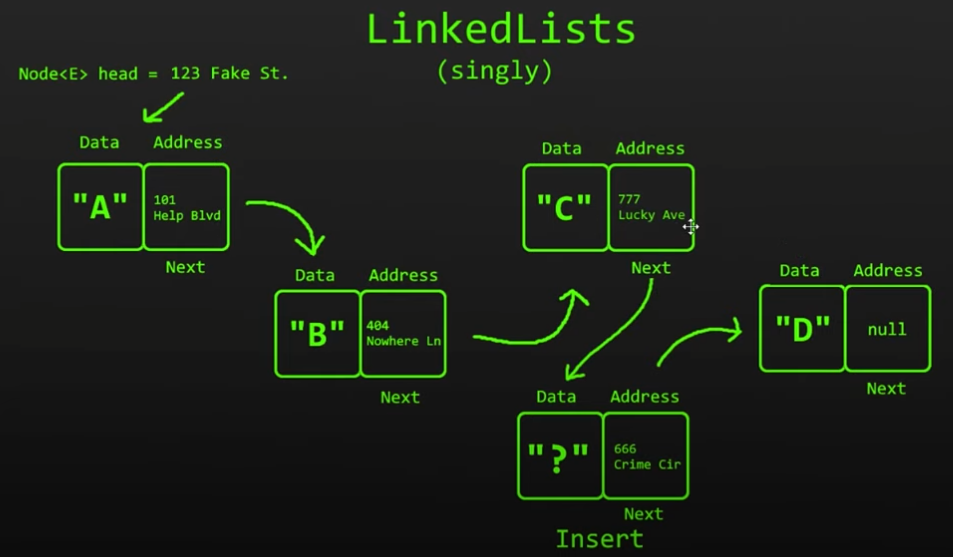 LinkedLists
(singly)
Node<E> head = 123 Fake St.
Data Address
"A" 101
Help Blvd
Next
Data Address
"B" 404
Nowhere Ln
Next
Data Address
"C" 777
Lucky Ave
Next
Data Address
"?" 666
Crime Cir
Next
Insert
Data Address
"D" null
Next